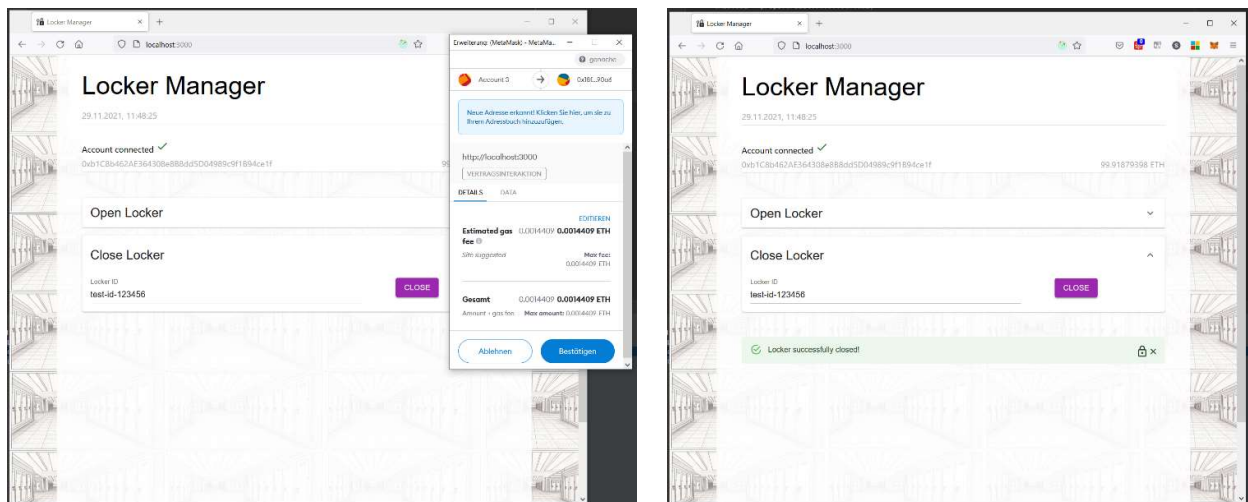 Locker Manager
localhost:3000
Locker Manager
29.11.2021, 11:48:25
Account connected
0xb1C8b462AE364308e8B8dd5D04989c9f1B94ce1f
99
Open Locker
Close Locker
Locker ID
test-id-123456
CLOSE
Erweiterung: (MetaMask) - MetaMa...
ganache
Account 5
Neue Adresse erkannt! Klicken Sie hier, um sie zu
Ihrem Adressbuch hinzuzufügen.
http://localhost:3000
VERTRAGSINTERAKTION
DETAILS DATA
EDITIEREN
Estimated gas 0.0014409 0.0014409 ETH
fee
Site suggested Max fee:
0.0014409 ETH
Gesamt 0.0014409 0.0014409 ETH
Amount + gas fee Max amount: 0.0014409 ETH
Ablehnen Bestätigen
Locker Manager
localhost:3000
Locker Manager
29.11.2021, 11:48:25
Account connected
0xb1C8b462AE364308e8B8dd5D04989c9f1B94ce1f 99.91879398 ETH
Open Locker
Close Locker
Locker ID
test-id-123456
CLOSE
Locker successfully closed!